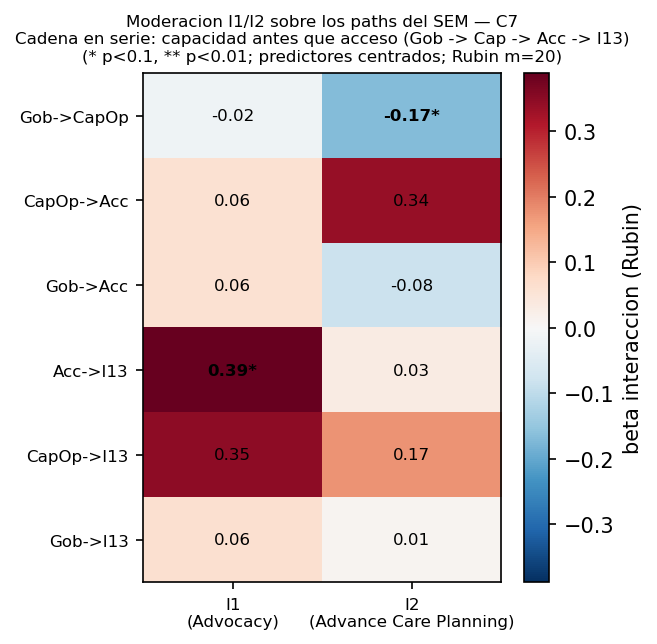 Moderacion I1/I2 sobre los paths del SEM — C7
Cadena en serie: capacidad antes que acceso (Gob -> Cap -> Acc -> I13)
(* p<0.1, ** p<0.01; predictores centrados; Rubin m=20)
Gob->CapOp
-0.02
-0.17*
CapOp->Acc
0.06
0.34
Gob->Acc
0.06
-0.08
Acc->I13
0.39*
0.03
CapOp->I13
0.35
0.17
Gob->I13
0.06
0.01
I1
(Advocacy)
I2
(Advance Care Planning)
0.3
0.2
0.1
0.0
−0.1
−0.2
−0.3
beta interaccion (Rubin)